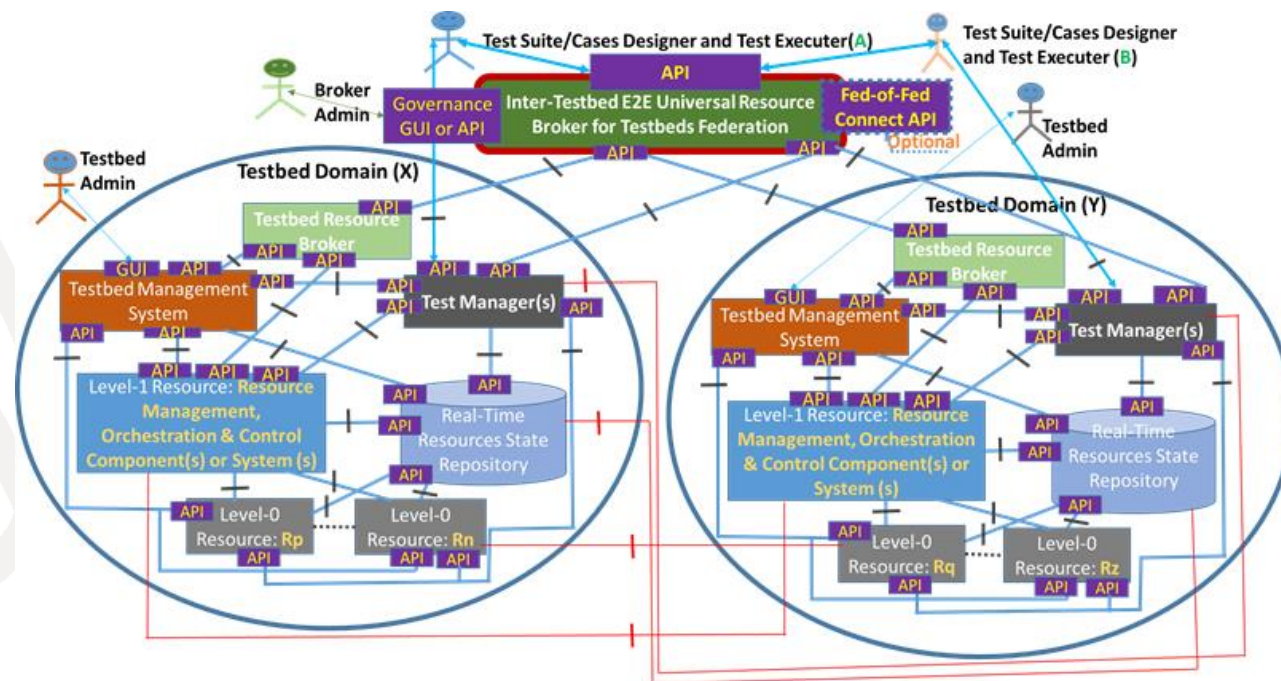 Test Suite/Cases Designer and Test Executer(A)
Test Suite/Cases Designer
and Test Executer (B)
API
Broker
Admin
Governance
GUI or API
Inter-Testbed E2E Universal Resource
Broker for Testbeds Federation
Fed-of-Fed
Connect API
Optional
API
API
Testbed
Admin
Testbed
Admin
Testbed Domain (X)
API
Testbed Resource
Broker
API
API
GUI
API
Testbed Management
System
API
API
API
API
API
API
API
Test Manager(s)
API
API
API
API
Level-1 Resource: Resource
Management,
Orchestration & Control
Component(s) or System (s)
API
API
API
Real-Time
Resources State
Repository
API
API
Level-0
Resource: Rp
API
Level-0
Resource: Rn
API
API
Testbed Domain (Y)
API
Testbed Resource
Broker
API
API
GUI
API
Testbed Management
System
API
API
API
API
API
API
API
Test Manager(s)
API
API
API
API
Level-1 Resource: Resource
Management, Orchestration
& Control Component(s) or
System (s)
API
API
API
Real-Time
Resources State
Repository
API
API
Level-0
Resource: Rq
API
Level-0
Resource: Rz
API
API